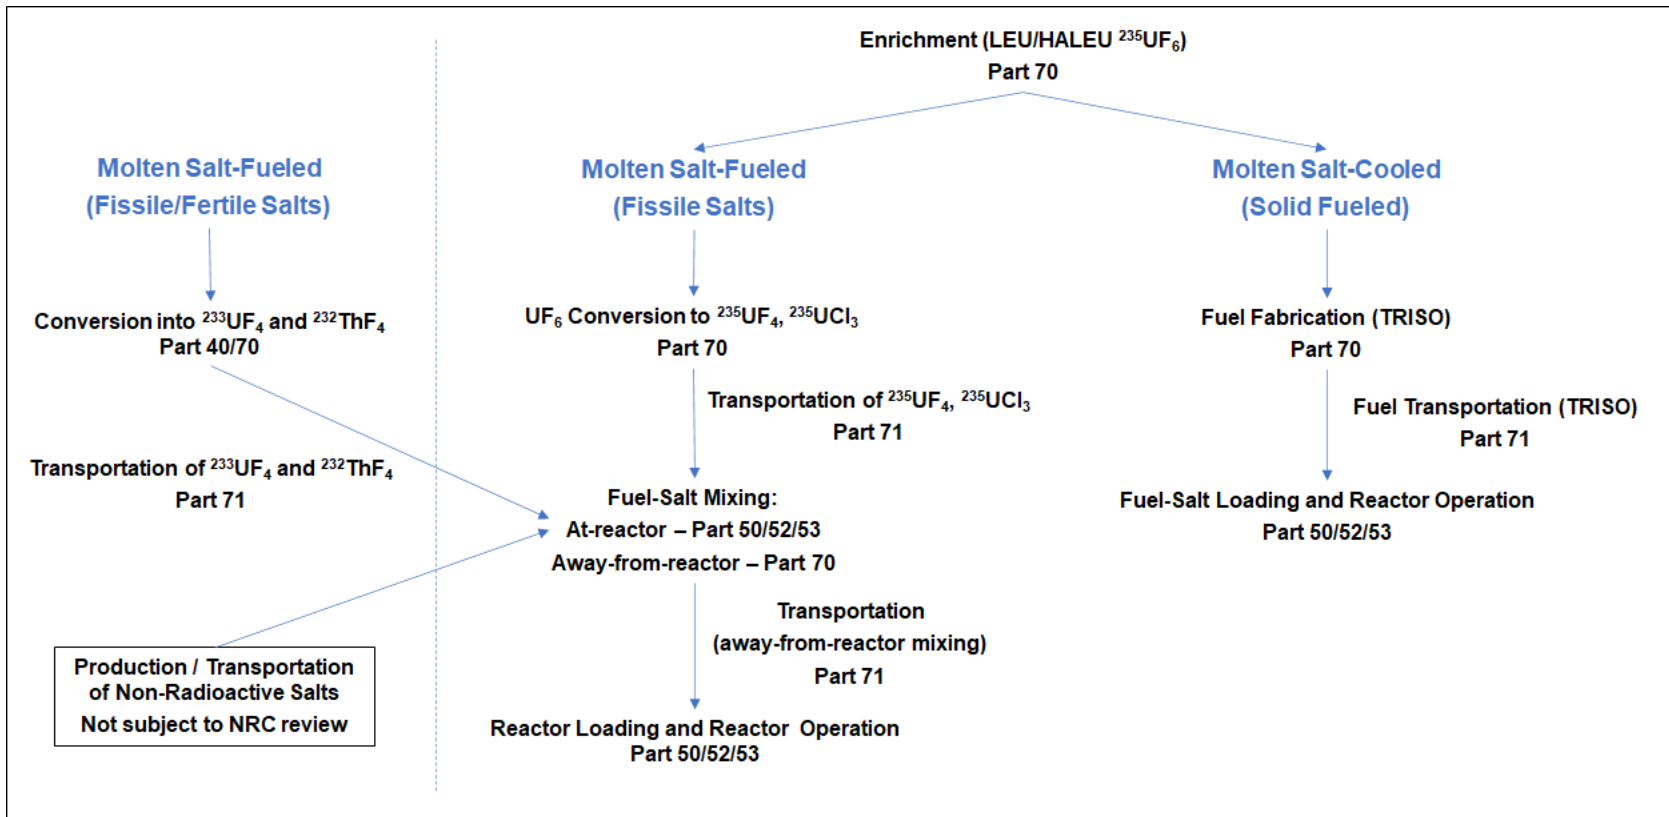 Enrichment (LEU/HALEU ²³⁵UF₆)
Part 70
Molten Salt-Fueled
(Fissile/Fertile Salts)
Conversion into ²³³UF₄ and ²³²ThF₄
Part 40/70
Transportation of ²³³UF₄ and ²³²ThF₄
Part 71
Production / Transportation
of Non-Radioactive Salts
Not subject to NRC review
Molten Salt-Fueled
(Fissile Salts)
UF₆ Conversion to ²³⁵UF₄, ²³⁵UCl₃
Part 70
Transportation of ²³⁵UF₄, ²³⁵UCl₃
Part 71
Fuel-Salt Mixing:
At-reactor – Part 50/52/53
Away-from-reactor – Part 70
Transportation
(away-from-reactor mixing)
Part 71
Reactor Loading and Reactor Operation
Part 50/52/53
Molten Salt-Cooled
(Solid Fueled)
Fuel Fabrication (TRISO)
Part 70
Fuel Transportation (TRISO)
Part 71
Fuel-Salt Loading and Reactor Operation
Part 50/52/53